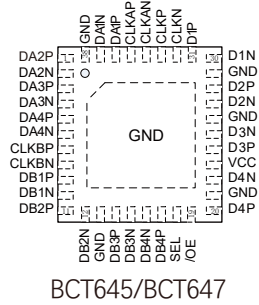 GND
DA1N
DA1P
CLKAP
CLKAN
CLKP
CLKN
D1P
DA2P
DA2N
DA3P
DA3N
DA4P
DA4N
CLKBP
CLKBN
DB1P
DB1N
DB2P
GND
D1N
GND
D2P
D2N
GND
D3N
D3P
VCC
D4N
GND
D4P
DB2N
GND
DB3P
DB3N
DB4N
DB4P
SEL
/OE
BCT645/BCT647